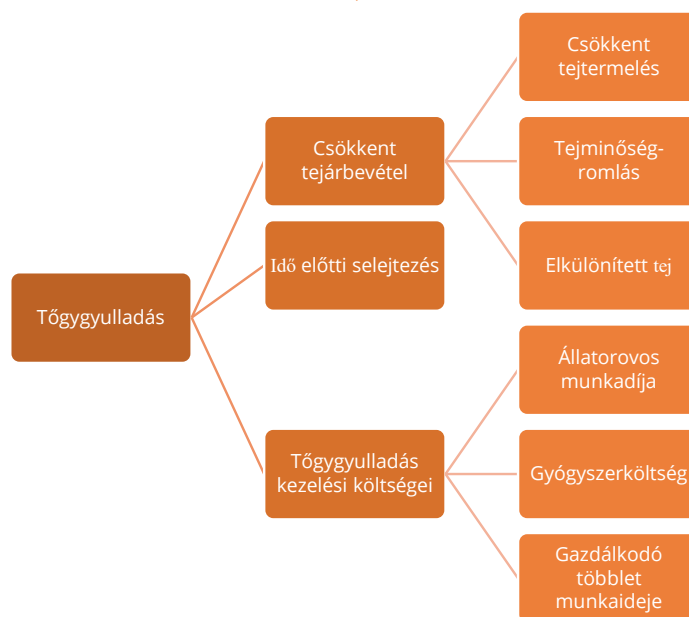 Tőgygyulladás
Csökkent
tejárbevétel
Csökkent
tejtermelés
Tejminőség-
romlás
Elkülönített tej
Idő előtti selejtezés
Tőgygyulladás
kezelési költségei
Állatorovos
munkadíja
Gyógyszerköltség
Gazdálkodó
többlet
munkaideje